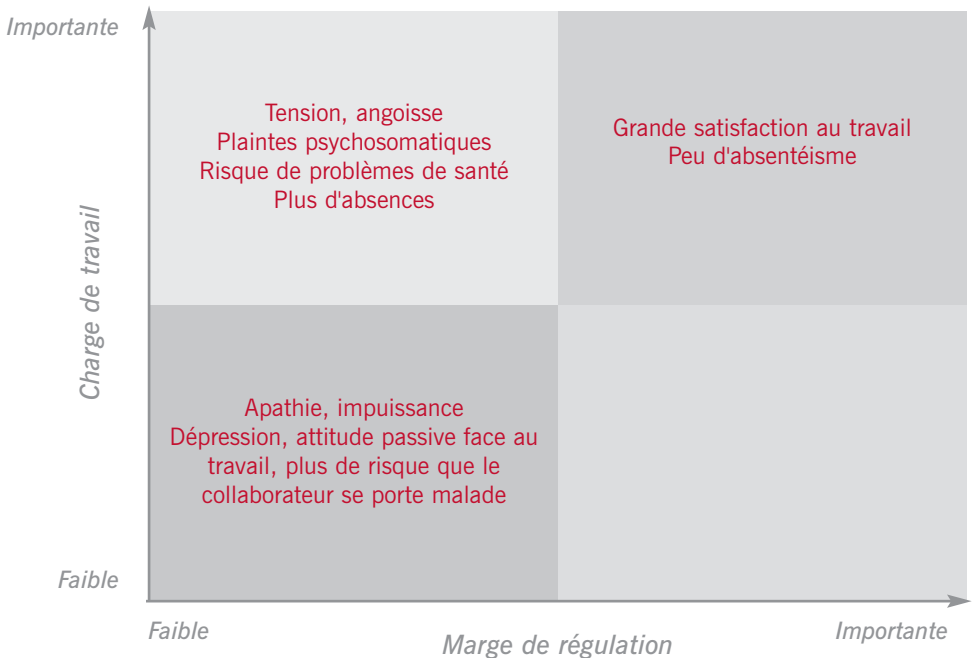 Importante
Tension, angoisse
Plaintes psychosomatiques
Risque de problèmes de santé
Plus d'absences
Grande satisfaction au travail
Peu d'absentéisme
Charge de travail
Apathie, impuissance
Dépression, attitude passive face au
travail, plus de risque que le
collaborateur se porte malade
Faible
Faible
Marge de régulation
Importante